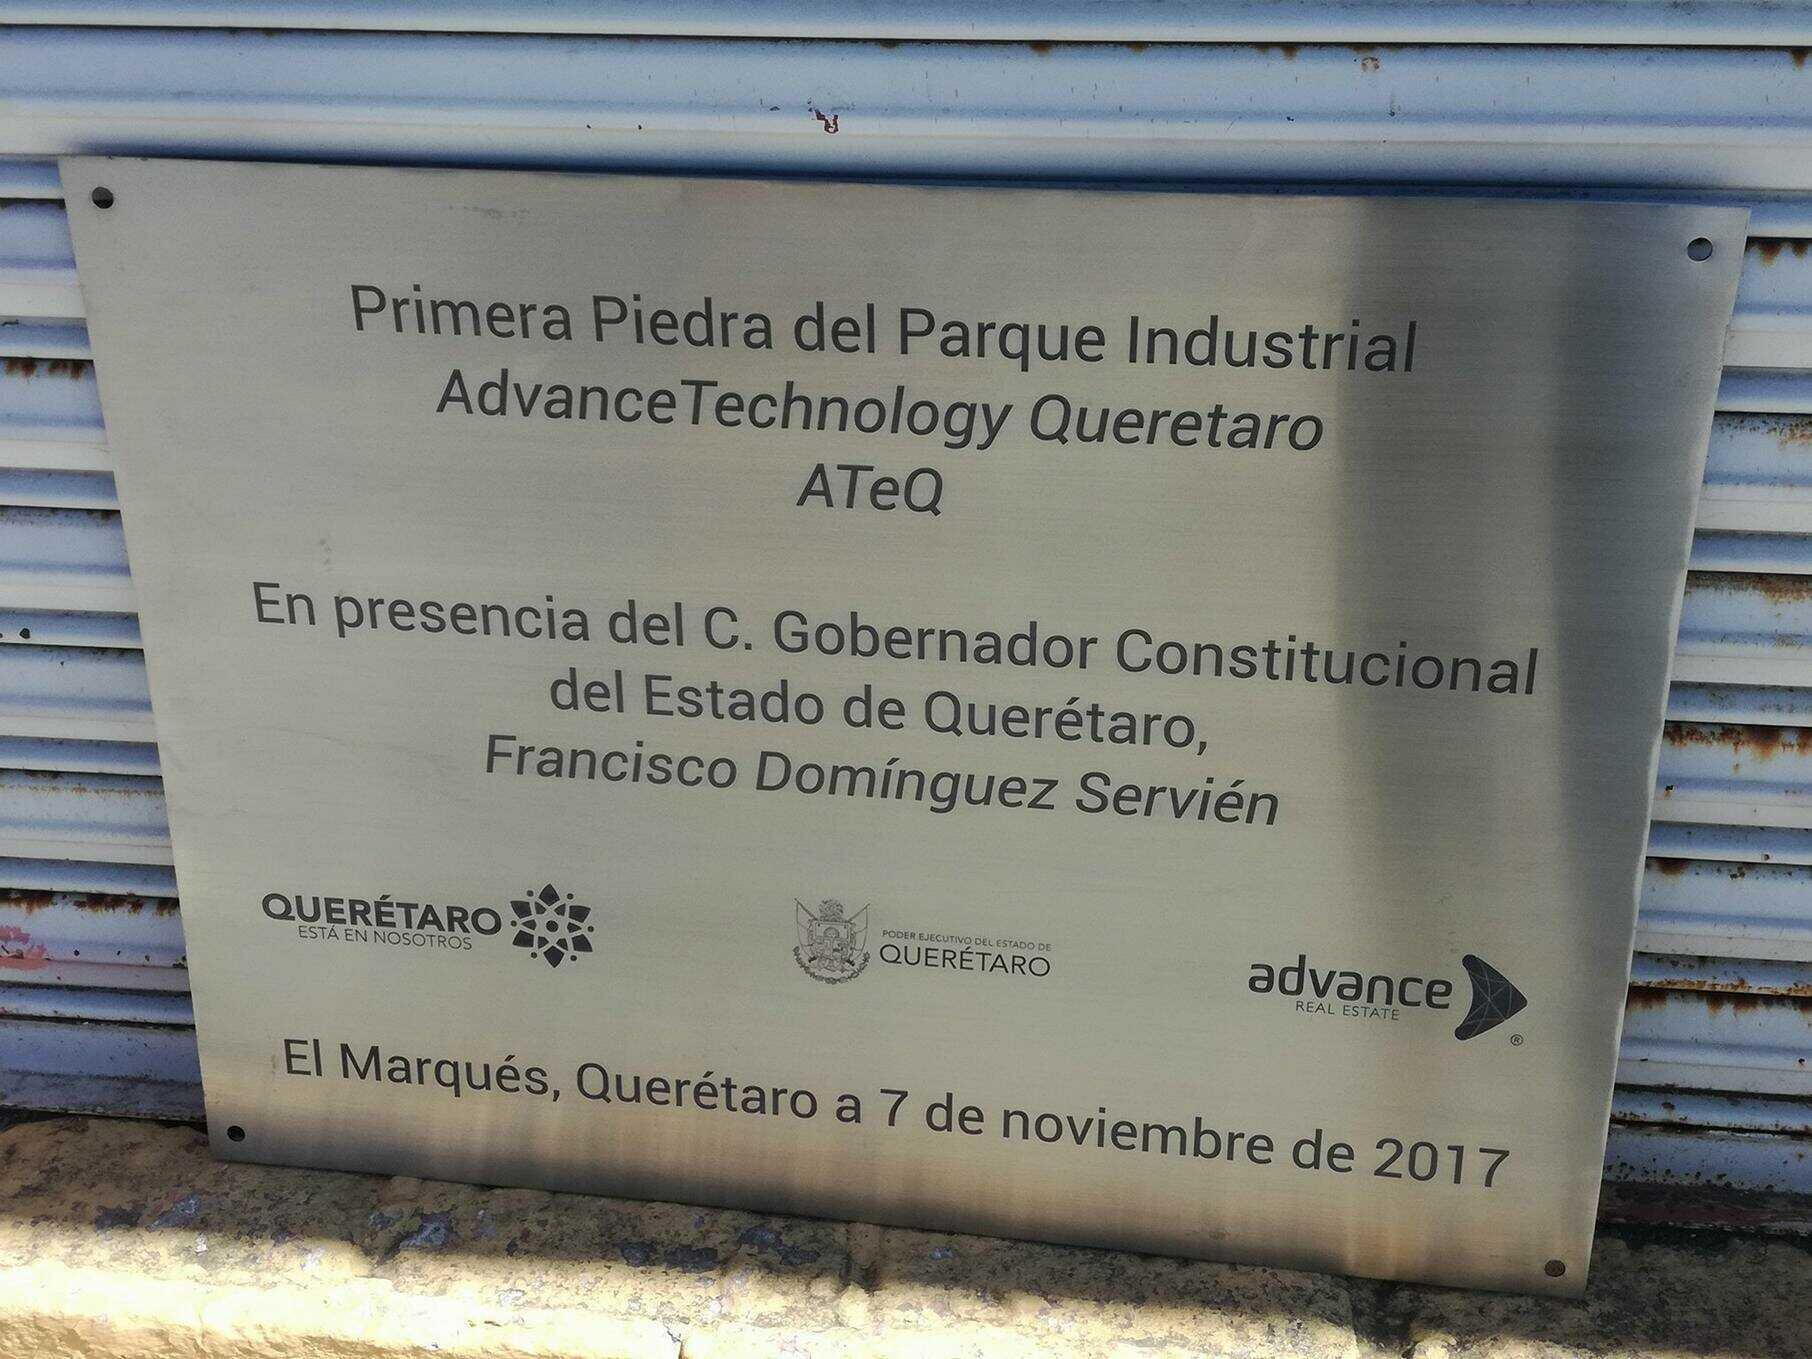 Primera Piedra del Parque Industrial
AdvanceTechnology Queretaro
ATeQ
En presencia del C. Gobernador Constitucional
del Estado de Querétaro,
Francisco Domínguez Servién
QUERÉTARO
ESTÁ EN NOSOTROS
PODER EJECUTIVO DEL ESTADO DE
QUERÉTARO
advance
REAL ESTATE
®
El Marqués, Querétaro a 7 de noviembre de 2017